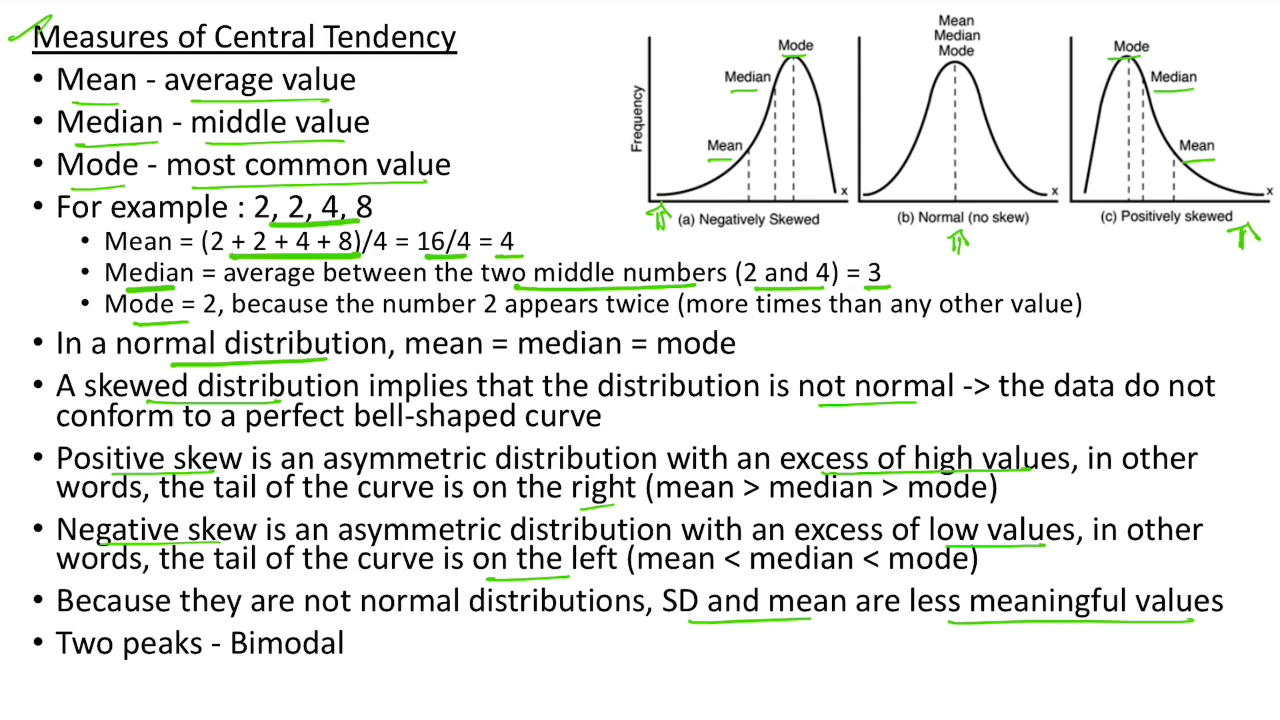 Measures of Central Tendency
• Mean - average value
• Median - middle value
• Mode - most common value
• For example : 2, 2, 4, 8
• Mean = (2 + 2 + 4 + 8)/4 = 16/4 = 4
• Median = average between the two middle numbers (2 and 4) = 3
• Mode = 2, because the number 2 appears twice (more times than any other value)
• In a normal distribution, mean = median = mode
• A skewed distribution implies that the distribution is not normal -> the data do not
conform to a perfect bell-shaped curve
• Positive skew is an asymmetric distribution with an excess of high values, in other
words, the tail of the curve is on the right (mean > median > mode)
• Negative skew is an asymmetric distribution with an excess of low values, in other
words, the tail of the curve is on the left (mean < median < mode)
• Because they are not normal distributions, SD and mean are less meaningful values
• Two peaks - Bimodal
Frequency
Mode
Median
Mean
x
(a) Negatively Skewed
Mean
Median
Mode
x
(b) Normal (no skew)
Mode
Median
Mean
x
(c) Positively skewed